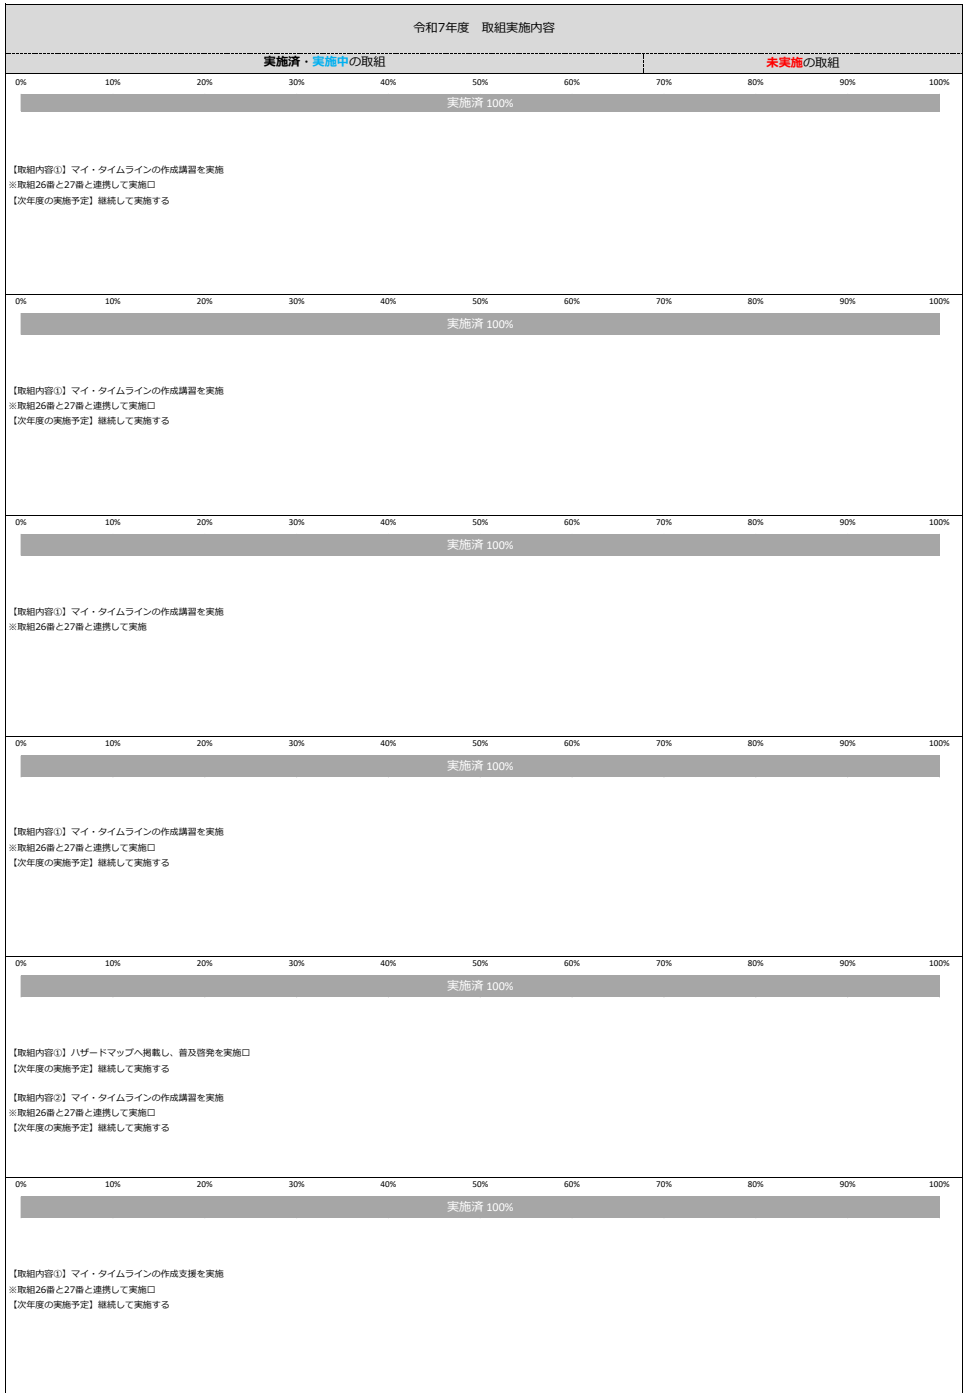 令和7年度　取組実施内容
実施済・実施中の取組
未実施の取組
0% 10% 20% 30% 40% 50% 60% 70% 80% 90% 100%
実施済 100%
【取組内容①】マイ・タイムラインの作成講習を実施
※取組26番と27番と連携して実施口
【次年度の実施予定】継続して実施する
0% 10% 20% 30% 40% 50% 60% 70% 80% 90% 100%
実施済 100%
【取組内容①】マイ・タイムラインの作成講習を実施
※取組26番と27番と連携して実施口
【次年度の実施予定】継続して実施する
0% 10% 20% 30% 40% 50% 60% 70% 80% 90% 100%
実施済 100%
【取組内容①】マイ・タイムラインの作成講習を実施
※取組26番と27番と連携して実施
0% 10% 20% 30% 40% 50% 60% 70% 80% 90% 100%
実施済 100%
【取組内容①】マイ・タイムラインの作成講習を実施
※取組26番と27番と連携して実施口
【次年度の実施予定】継続して実施する
0% 10% 20% 30% 40% 50% 60% 70% 80% 90% 100%
実施済 100%
【取組内容①】ハザードマップへ掲載し、普及啓発を実施口
【次年度の実施予定】継続して実施する
【取組内容②】マイ・タイムラインの作成講習を実施
※取組26番と27番と連携して実施口
【次年度の実施予定】継続して実施する
0% 10% 20% 30% 40% 50% 60% 70% 80% 90% 100%
実施済 100%
【取組内容①】マイ・タイムラインの作成支援を実施
※取組26番と27番と連携して実施口
【次年度の実施予定】継続して実施する